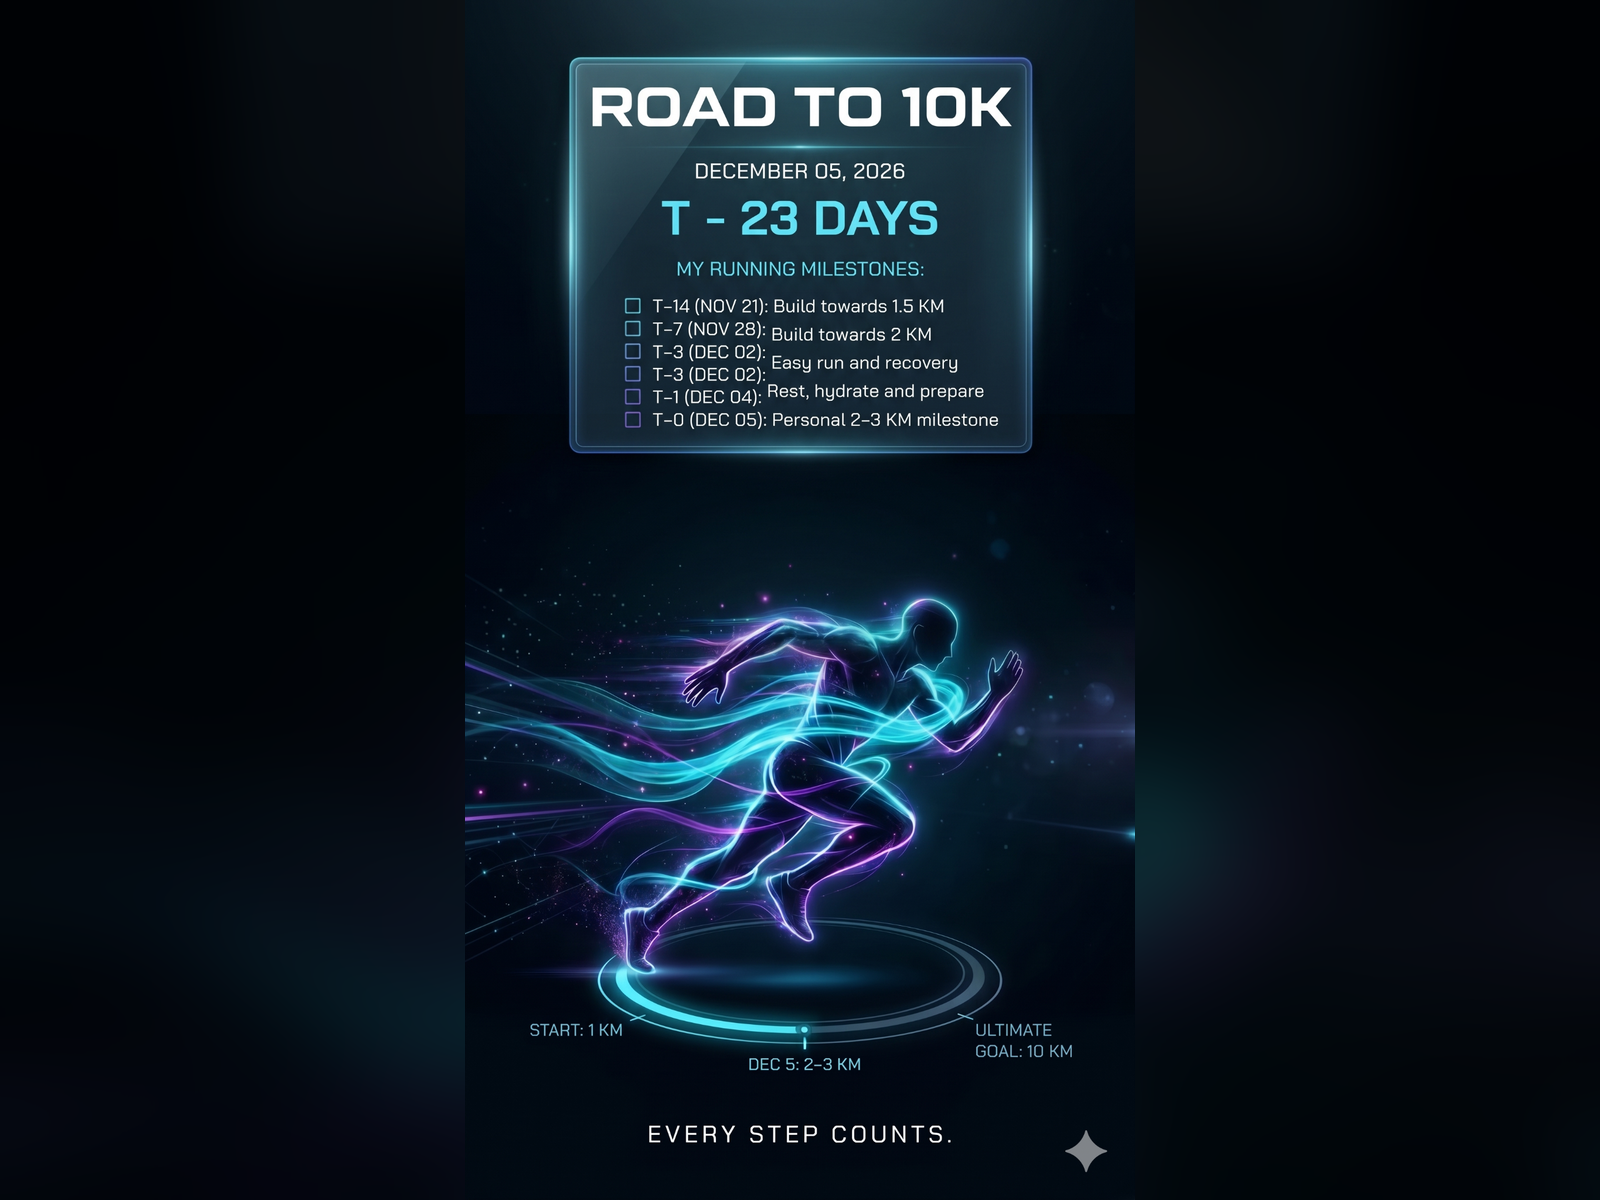 ROAD TO 10K
DECEMBER 05, 2026
T - 23 DAYS
MY RUNNING MILESTONES:
T-14 (NOV 21): Build towards 1.5 KM
T-7 (NOV 28): Build towards 2 KM
T-3 (DEC 02): Easy run and recovery
T-3 (DEC 02):
T-1 (DEC 04): Rest, hydrate and prepare
T-0 (DEC 05): Personal 2-3 KM milestone
START: 1 KM
DEC 5: 2-3 KM
ULTIMATE
GOAL: 10 KM
EVERY STEP COUNTS.